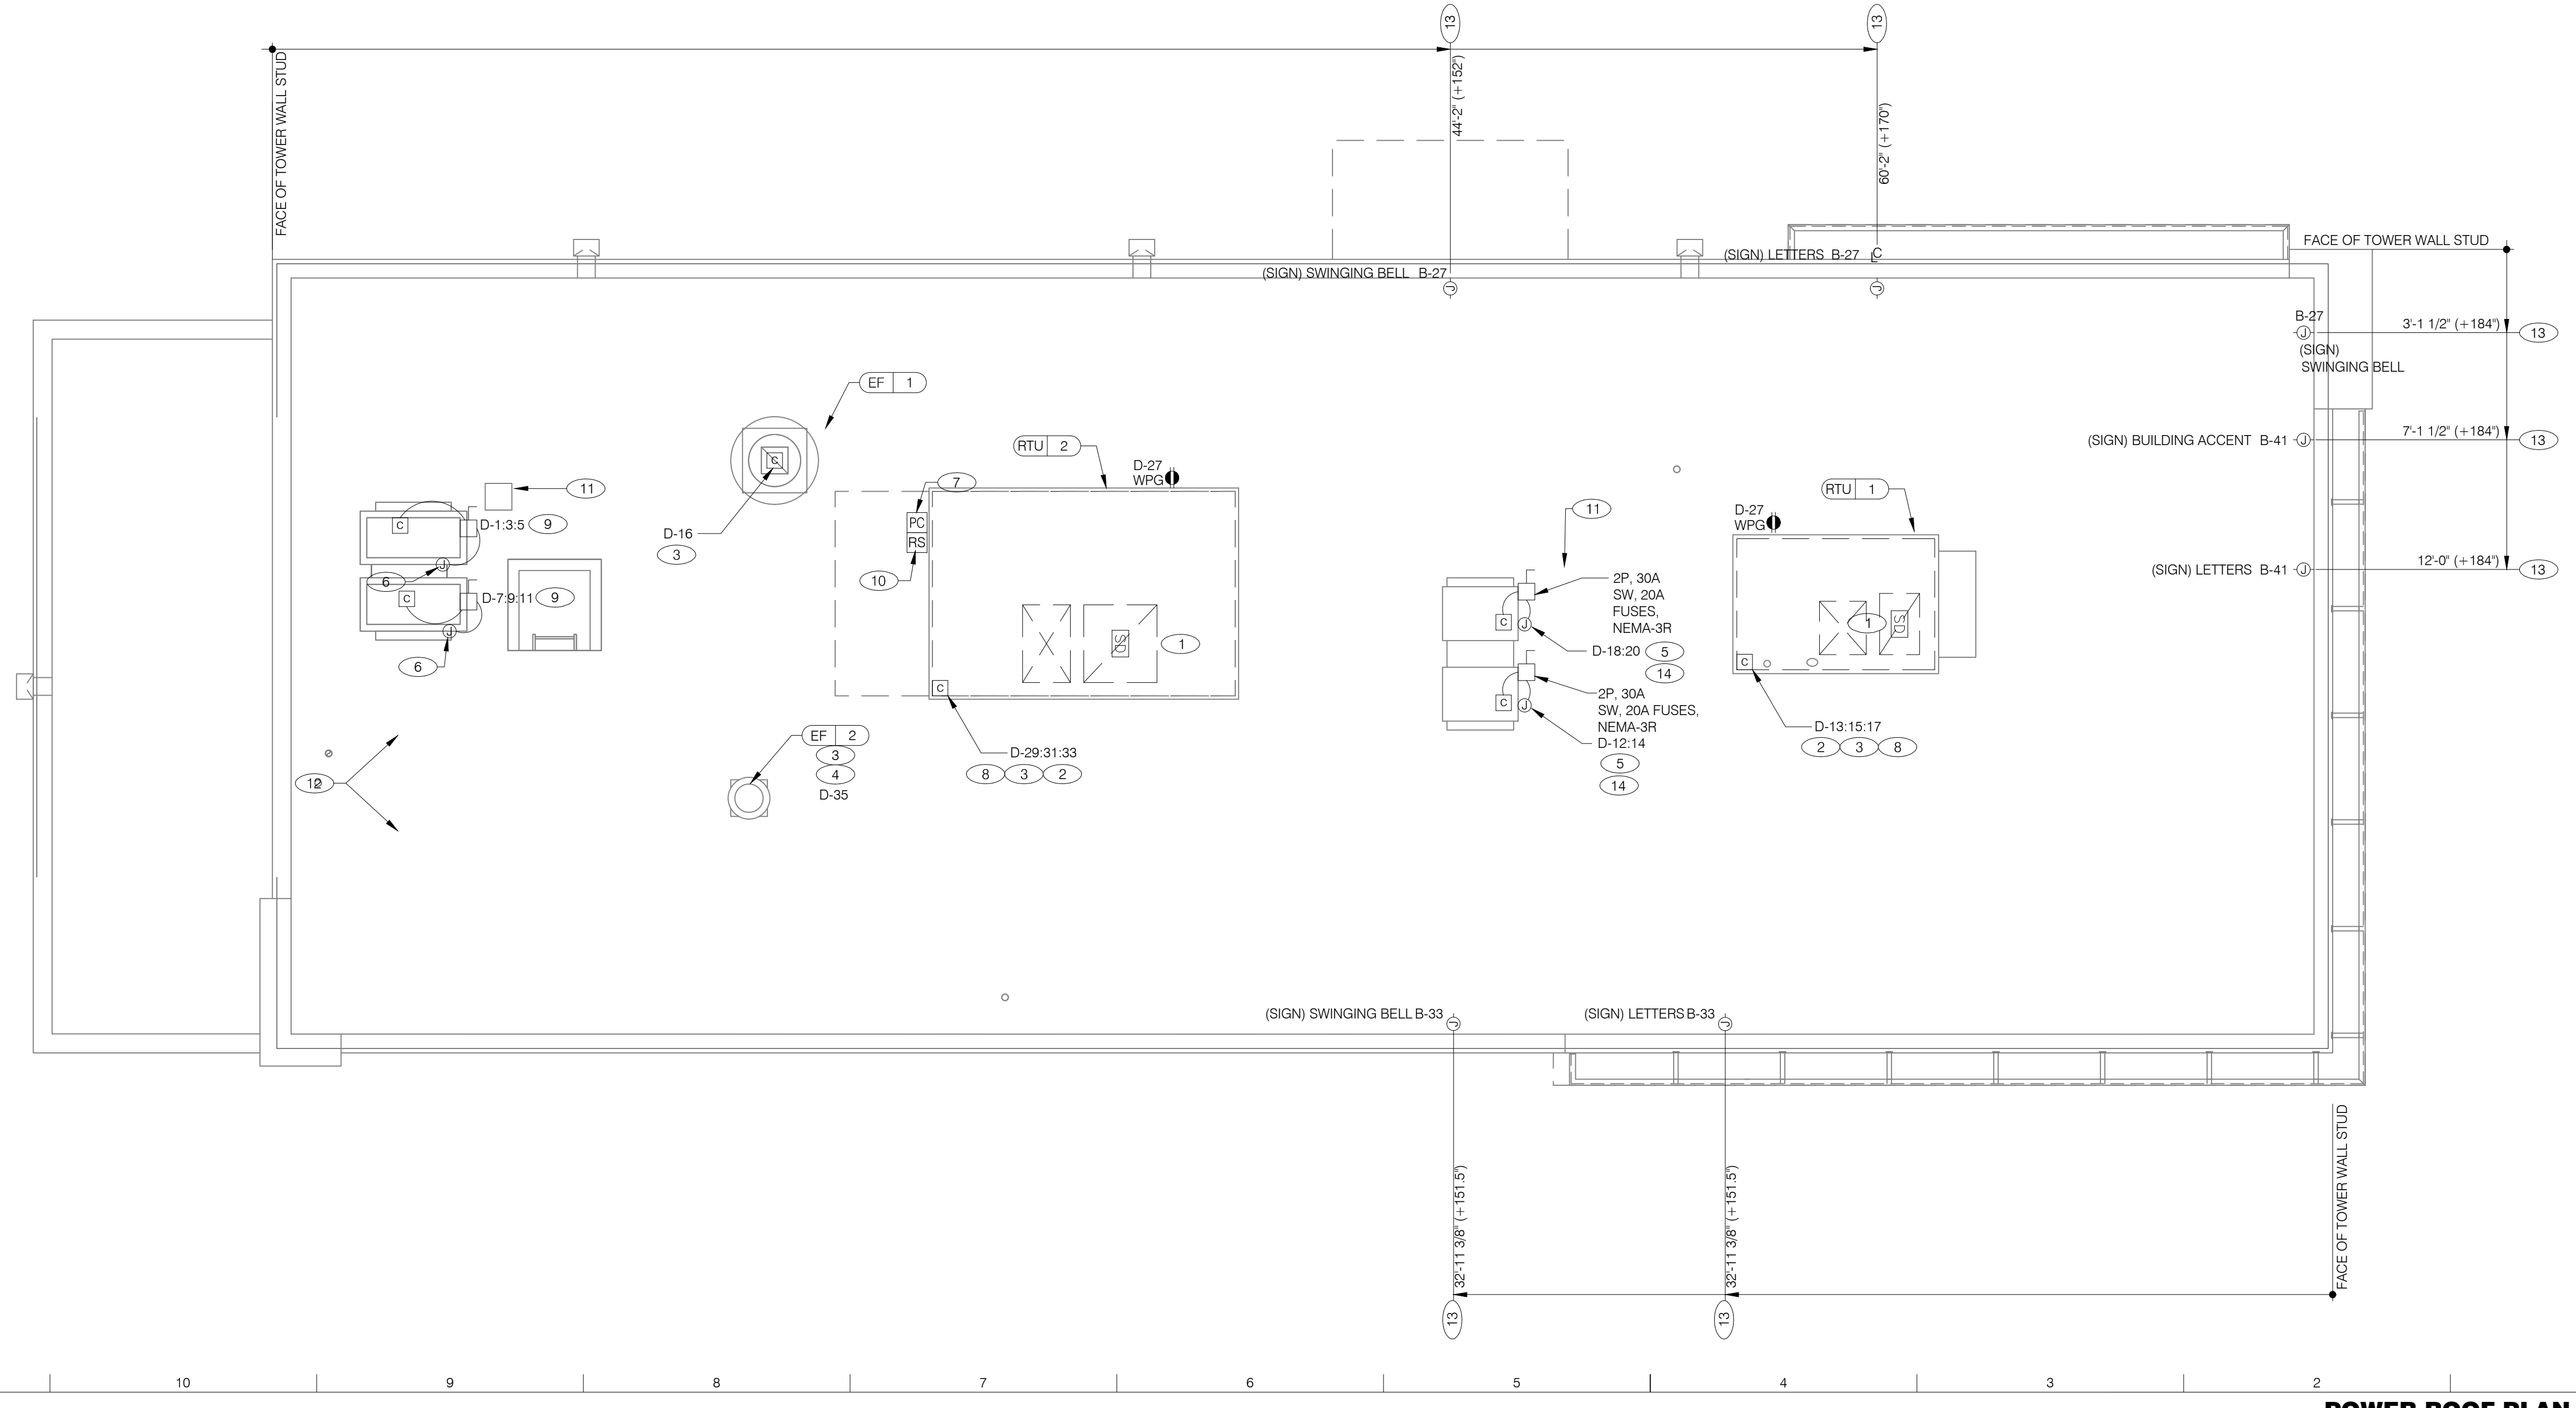 13
13
FACE OF TOWER WALL STUD
44'-2" (+152")
60'-2" (+170")
FACE OF TOWER WALL STUD
(SIGN) LETTERS B-27 C
L
(SIGN) SWINGING BELL B-27
J
J
B-27
J
3'-1 1/2" (+184")
13
(SIGN)
SWINGING BELL
EF 1
C
RTU 2
D-27
WPG
(SIGN) BUILDING ACCENT B-41
J
7'-1 1/2" (+184")
13
7
11
C
D-1:3:5
9
J
6
C
D-7:9:11
9
J
6
D-16
3
PC
RS
10
SD
1
C
11
RTU 1
D-27
WPG
(SIGN) LETTERS B-41
J
12'-0" (+184")
13
2P, 30A
SW, 20A
FUSES,
NEMA-3R
C
J
D-18:20
5
14
2P, 30A
SW, 20A FUSES,
NEMA-3R
C
J
D-12:14
5
14
1
SD
C
D-13:15:17
2
3
8
EF 2
3
4
D-35
D-29:31:33
8
3
2
12
(SIGN) SWINGING BELL B-33
J
(SIGN) LETTERS B-33
J
32'-11 3/8" (+151.5")
32'-11 3/8" (+151.5")
FACE OF TOWER WALL STUD
13
13
10 9 8 7 6 5 4 3 2
POWER ROOF PLAN